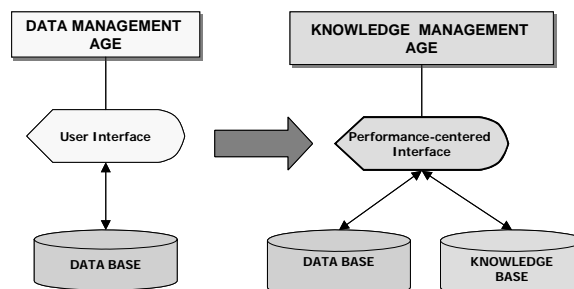 DATA MANAGEMENT
AGE
KNOWLEDGE MANAGEMENT
AGE
User Interface
Performance-centered
Interface
DATA BASE
DATA BASE
KNOWLEDGE
BASE